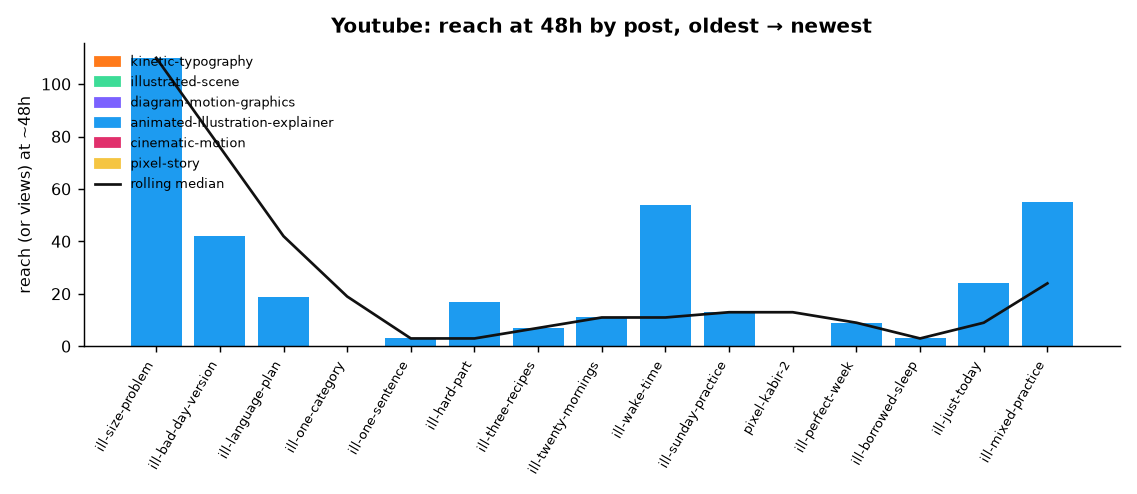 Youtube: reach at 48h by post, oldest → newest
reach (or views) at ~48h
100
80
60
40
20
0
kinetic-typography
illustrated-scene
diagram-motion-graphics
animated-illustration-explainer
cinematic-motion
pixel-story
rolling median
ill-size-problem
ill-bad-day-version
ill-language-plan
ill-one-category
ill-one-sentence
ill-hard-part
ill-three-recipes
ill-twenty-mornings
ill-wake-time
ill-sunday-practice
pixel-kabir-2
ill-perfect-week
ill-borrowed-sleep
ill-just-today
ill-mixed-practice